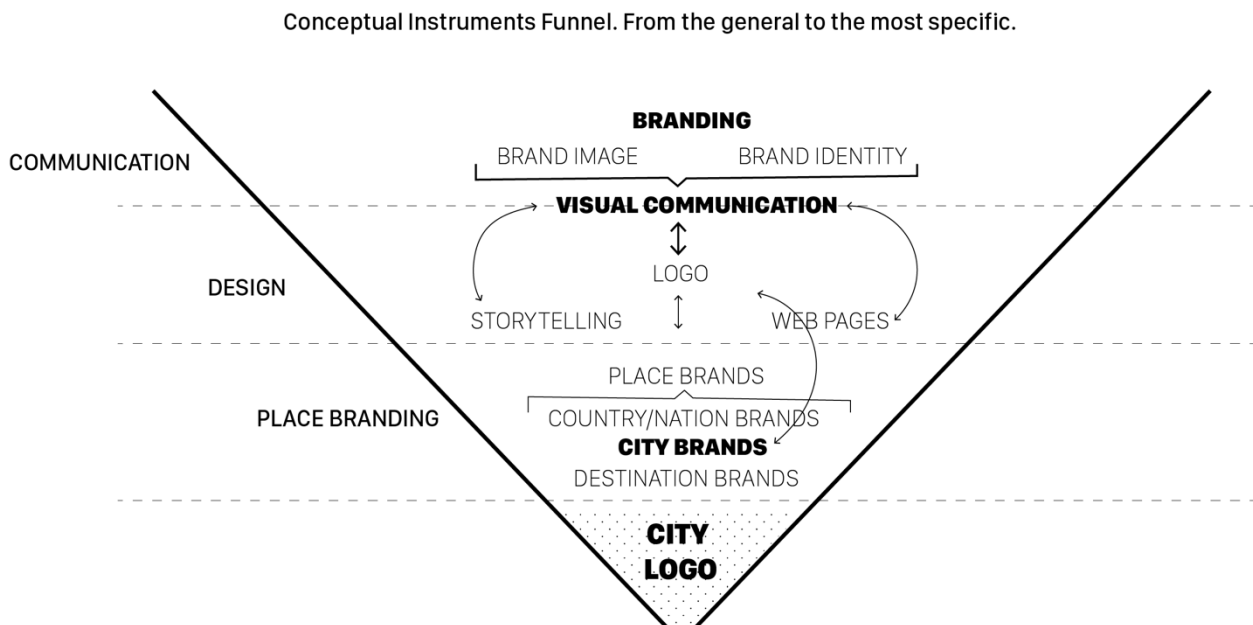 Conceptual Instruments Funnel. From the general to the most specific.
BRANDING
COMMUNICATION
BRAND IMAGE
BRAND IDENTITY
VISUAL COMMUNICATION
LOGO
DESIGN
STORYTELLING
WEB PAGES
PLACE BRANDS
PLACE BRANDING
COUNTRY/NATION BRANDS
CITY BRANDS
DESTINATION BRANDS
CITY
LOGO